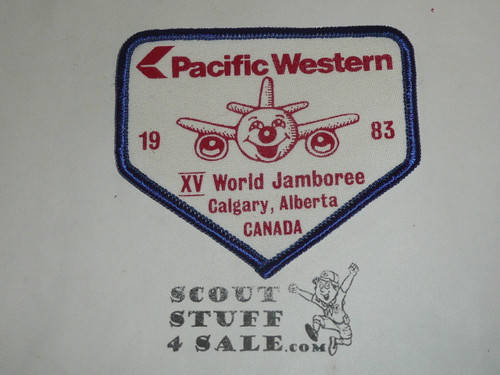 Pacific Western
19 83
XV World Jamboree
Calgary, Alberta
CANADA
SCOUT
STUFF
4 SALE.com